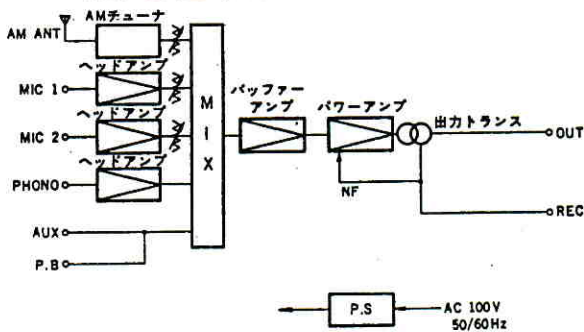 AMチューナ
AM ANT
ヘッドアンプ
MIC 1
ヘッドアンプ
MIC 2
ヘッドアンプ
PHONO
AUX
P.B
MIX
バッファー
アンプ
パワーアンプ
出力トランス
OUT
NF
REC
P.S
AC 100V
50/60Hz